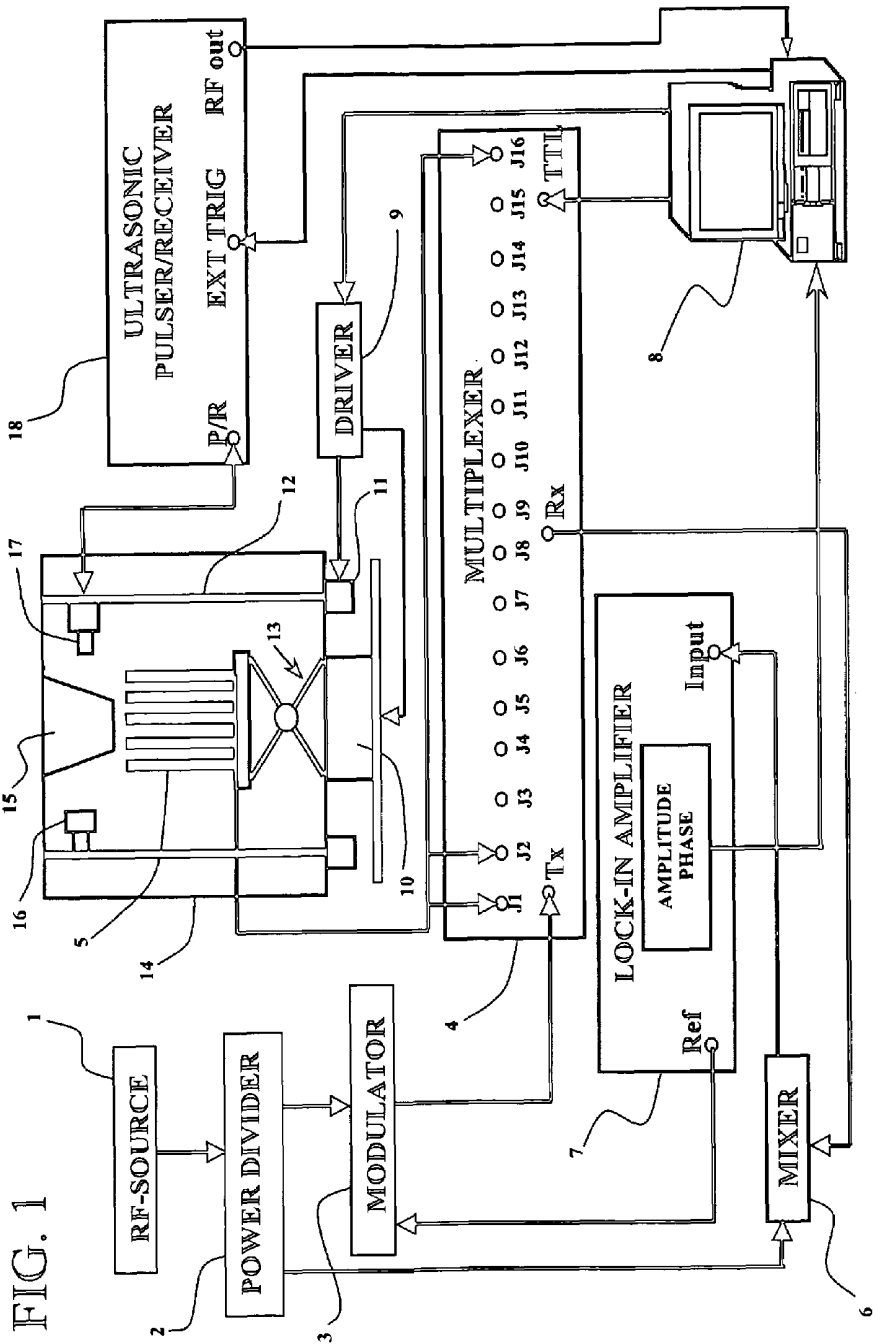 FIG. 1
1
RF-SOURCE
2
POWER DIVIDER
3
MODULATOR
15
16
17
5
14
12
13
10
11
18
ULTRASONIC
PULSER/RECEIVER
P/R
EXT TRIG
RF out
DRIVER
9
4
MULTIPLEXER
J1
J2
J3
J4
J5
J6
J7
J8
J9
J10
J11
J12
J13
J14
J15
J16
Tx
Rx
TTL
7
LOCK-IN AMPLIFIER
AMPLITUDE
PHASE
Ref
Input
8
MIXER
6